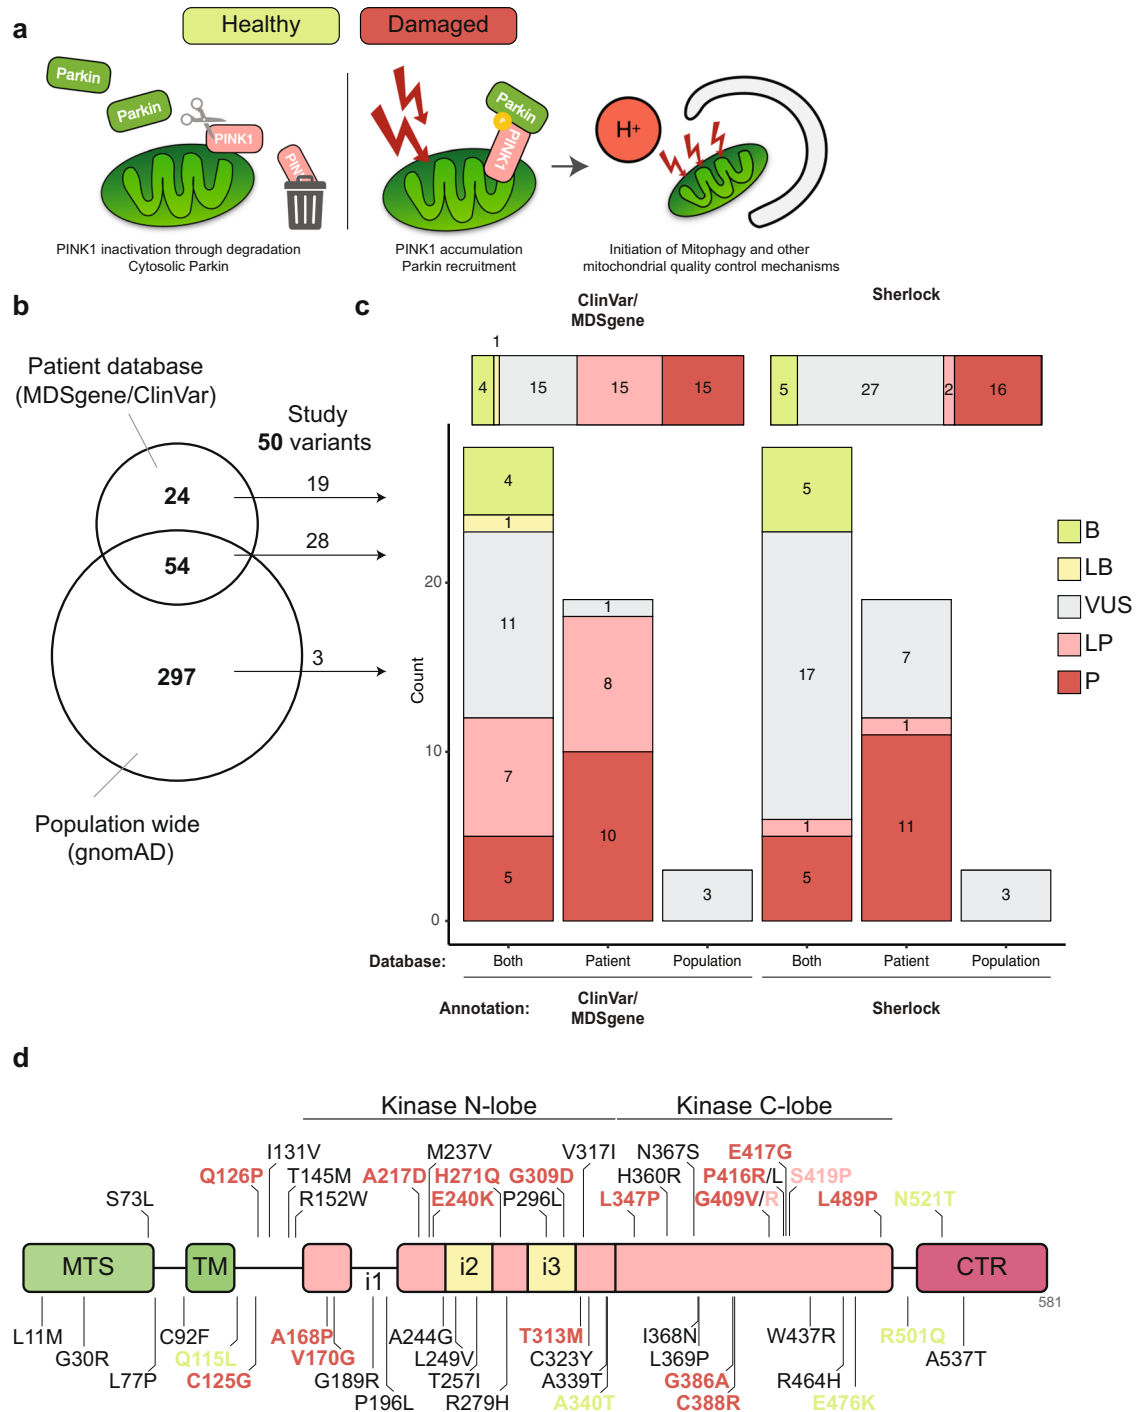 a
Healthy
Damaged
Parkin
Parkin
PINK1
PIN
Parkin
P
PINK1
H+
PINK1 inactivation through degradation
Cytosolic Parkin
PINK1 accumulation
Parkin recruitment
Initiation of Mitophagy and other
mitochondrial quality control mechanisms
b
Patient database
(MDSgene/ClinVar)
Study
50 variants
24
19
54
28
297
3
Population wide
(gnomAD)
c
ClinVar/
MDSgene
Sherlock
1
4
15
15
15
5
27
2
16
Count
20
10
0
4
1
11
7
5
1
8
10
3
5
17
1
5
7
1
11
3
B
LB
VUS
LP
P
Database:
Both
Patient
Population
Both
Patient
Population
Annotation:
ClinVar/
MDSgene
Sherlock
d
Kinase N-lobe
Kinase C-lobe
I131V
M237V
V317I
N367S
E417G
Q126P
T145M
A217D
H271Q
G309D
H360R
P416R/L
S419P
S73L
R152W
E240K
P296L
L347P
G409V/R
L489P
N521T
MTS
TM
i1
i2
i3
CTR
581
L11M
C92F
A168P
A244G
T313M
I368N
W437R
R501Q
G30R
Q115L
V170G
L249V
C323Y
L369P
A537T
L77P
C125G
G189R
T257I
A339T
G386A
R464H
P196L
R279H
A340T
C388R
E476K